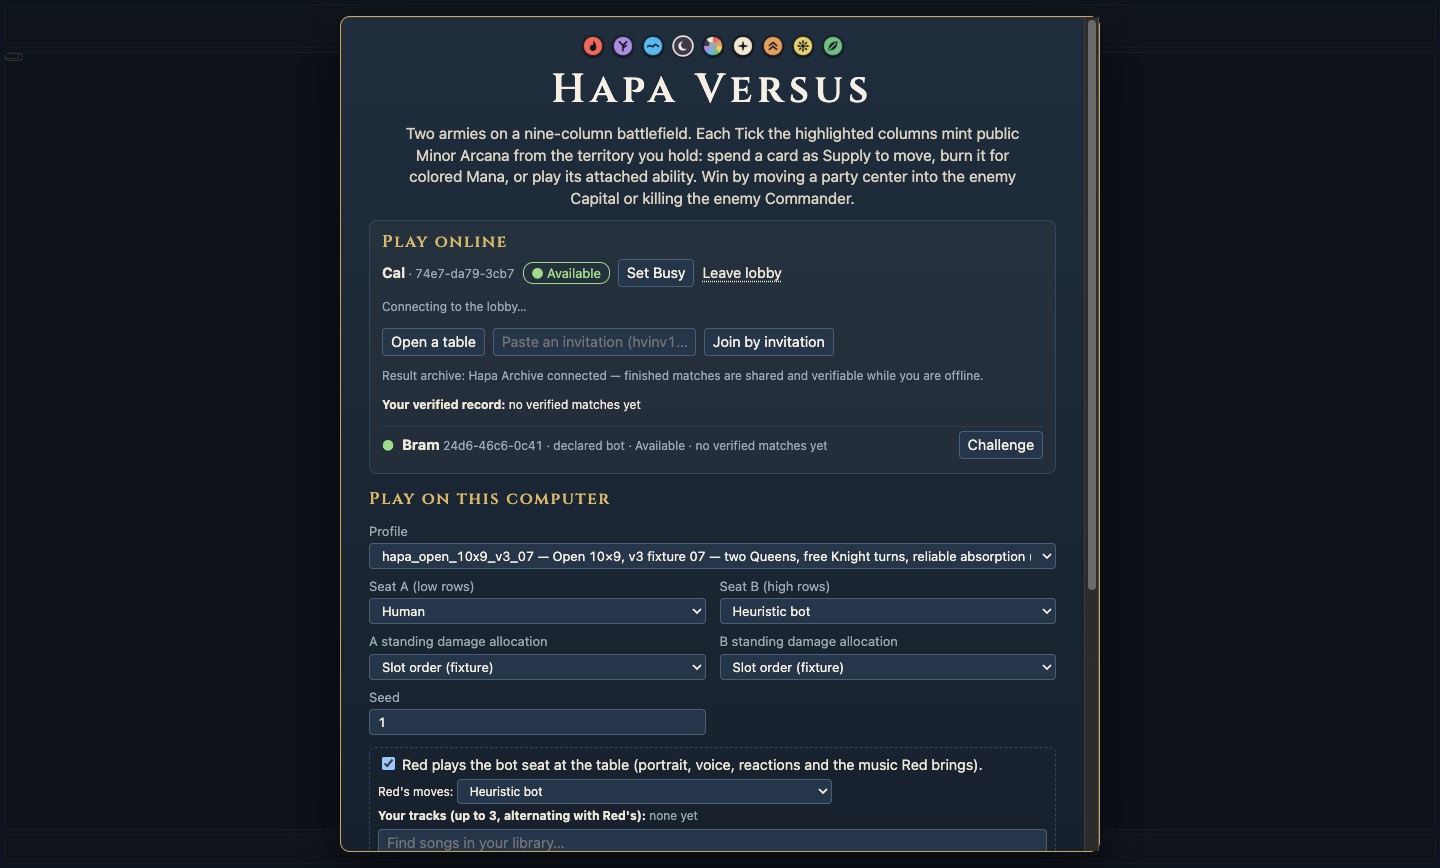 Hapa Versus
Two armies on a nine-column battlefield. Each Tick the highlighted columns mint public
Minor Arcana from the territory you hold: spend a card as Supply to move, burn it for
colored Mana, or play its attached ability. Win by moving a party center into the enemy
Capital or killing the enemy Commander.
Play online
Cal · 74e7-da79-3cb7 Available Set Busy Leave lobby
Connecting to the lobby…
Open a table Paste an invitation (hvinv1… Join by invitation
Result archive: Hapa Archive connected — finished matches are shared and verifiable while you are offline.
Your verified record: no verified matches yet
Bram 24d6-46c6-0c41 · declared bot · Available · no verified matches yet Challenge
Play on this computer
Profile
hapa_open_10x9_v3_07 — Open 10×9, v3 fixture 07 — two Queens, free Knight turns, reliable absorption (
Seat A (low rows) Seat B (high rows)
Human Heuristic bot
A standing damage allocation B standing damage allocation
Slot order (fixture) Slot order (fixture)
Seed
1
Red plays the bot seat at the table (portrait, voice, reactions and the music Red brings).
Red's moves: Heuristic bot
Your tracks (up to 3, alternating with Red's): none yet
Find songs in your library…